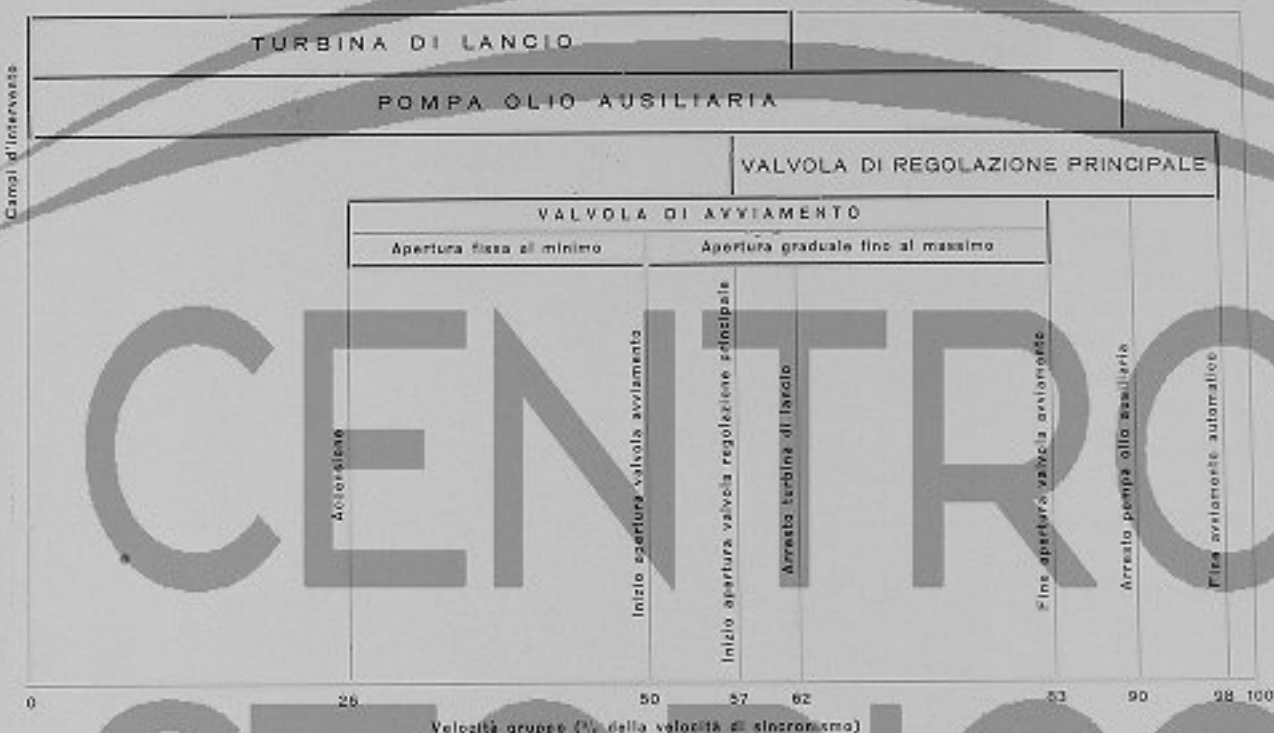 TURBINA DI LANCIO
POMPA OLIO AUSILIARIA
VALVOLA DI REGOLAZIONE PRINCIPALE
VALVOLA DI AVVIAMENTO
Apertura fissa al minimo
Apertura graduale fino al massimo
Campi d'intervento
Accensione
Inizio apertura valvola avviamento
Inizio apertura valvola regolazione principale
Arresto turbina di lancio
Fine apertura valvola avviamento
Arresto pompa olio ausiliaria
Fine avviamento automatico
0 26 50 57 62 83 90 98 100
Velocità gruppo (% della velocità di sincronismo)
CENTRO